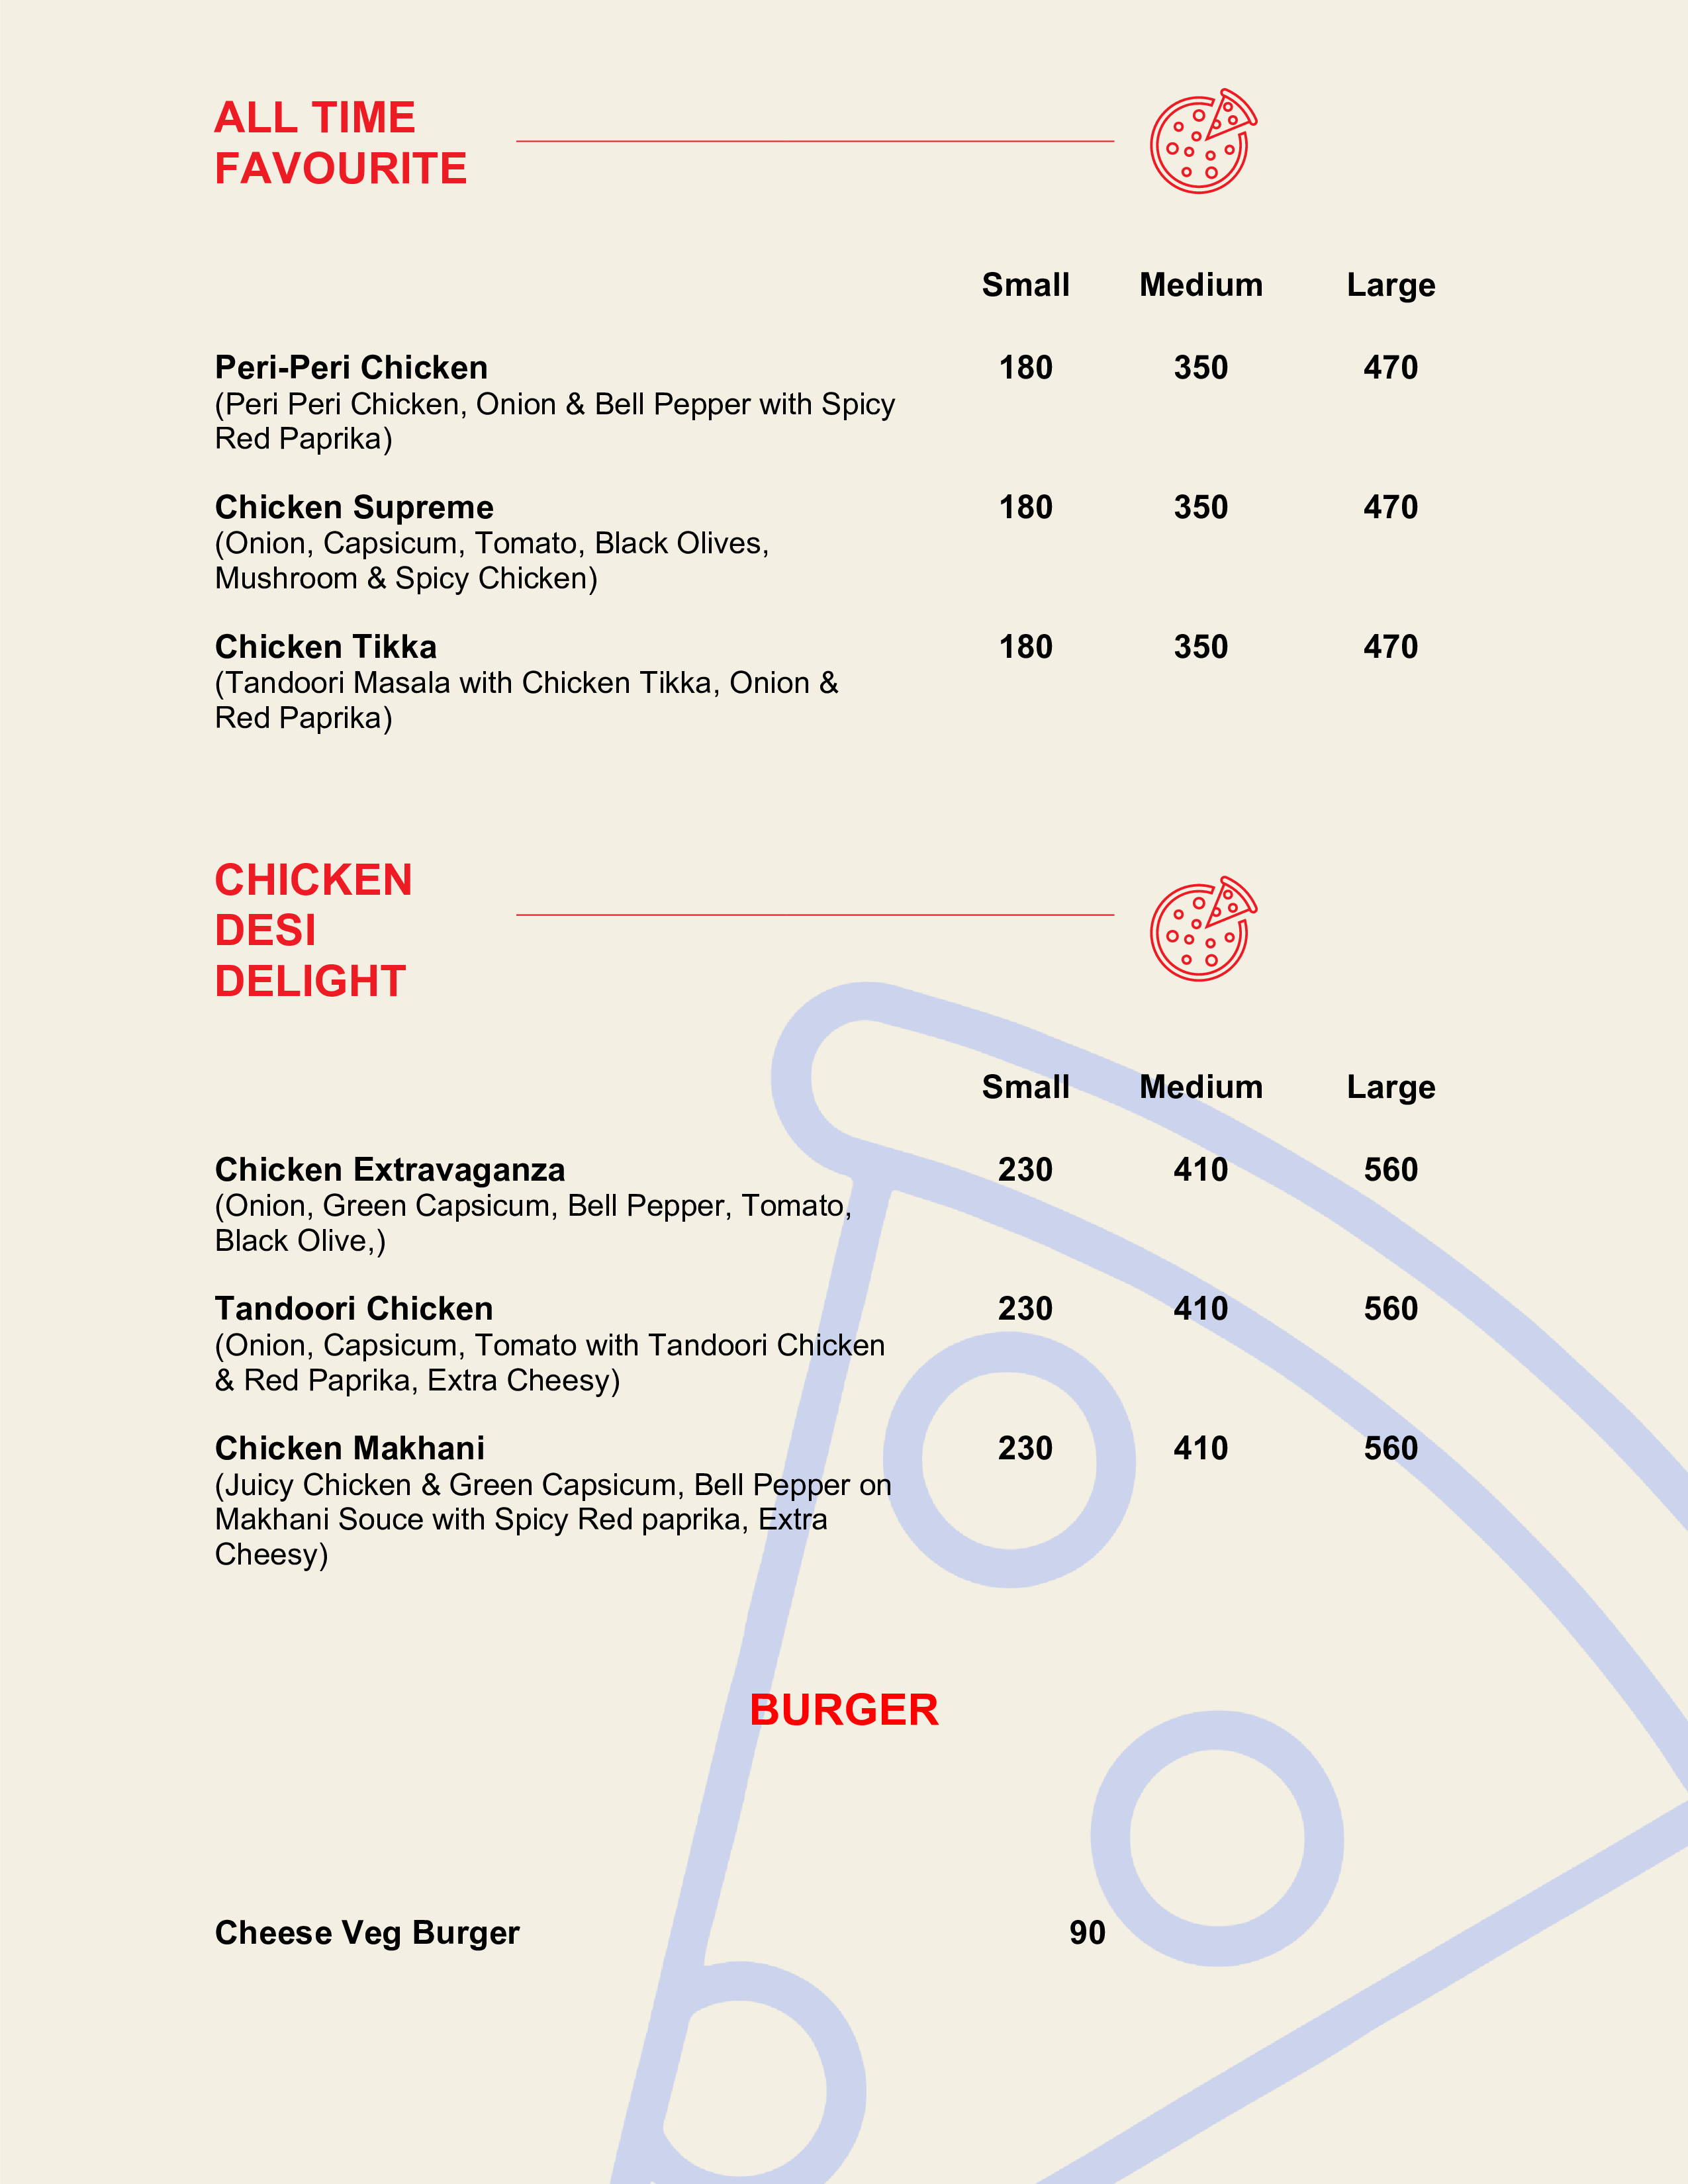 ALL TIME
FAVOURITE
Small Medium Large
Peri-Peri Chicken 180 350 470
(Peri Peri Chicken, Onion & Bell Pepper with Spicy
Red Paprika)
Chicken Supreme 180 350 470
(Onion, Capsicum, Tomato, Black Olives,
Mushroom & Spicy Chicken)
Chicken Tikka 180 350 470
(Tandoori Masala with Chicken Tikka, Onion &
Red Paprika)
CHICKEN
DESI
DELIGHT
Small Medium Large
Chicken Extravaganza 230 410 560
(Onion, Green Capsicum, Bell Pepper, Tomato,
Black Olive,)
Tandoori Chicken 230 410 560
(Onion, Capsicum, Tomato with Tandoori Chicken
& Red Paprika, Extra Cheesy)
Chicken Makhani 230 410 560
(Juicy Chicken & Green Capsicum, Bell Pepper on
Makhani Souce with Spicy Red paprika, Extra
Cheesy)
BURGER
Cheese Veg Burger 90